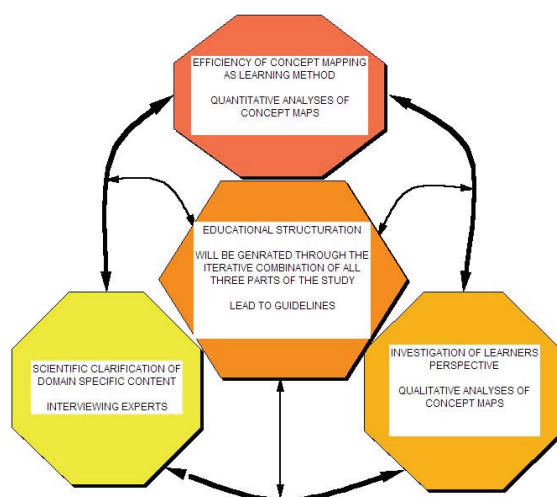 EFFICIENCY OF CONCEPT MAPPING
AS LEARNING METHOD
QUANTITATIVE ANALYSES OF
CONCEPT MAPS
EDUCATIONAL STRUCTURATION
WILL BE GENRATED THROUGH THE
ITERATIVE COMBINATION OF ALL
THREE PARTS OF THE STUDY
LEAD TO GUIDELINES
SCIENTIFIC CLARIFICATION OF
DOMAIN SPECIFIC CONTENT
INTERVIEWING EXPERTS
INVESTIGATION OF LEARNERS
PERSPECTIVE
QUALITATIVE ANALYSES OF
CONCEPT MAPS